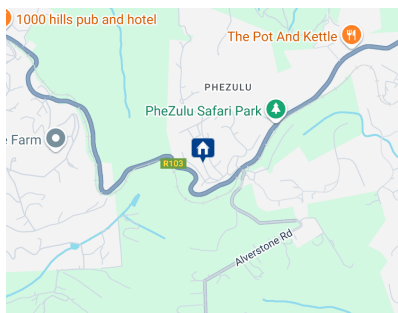 1000 hills pub and hotel
The Pot And Kettle
PHEZULU
PheZulu Safari Park
e Farm
R103
Alverstone Rd